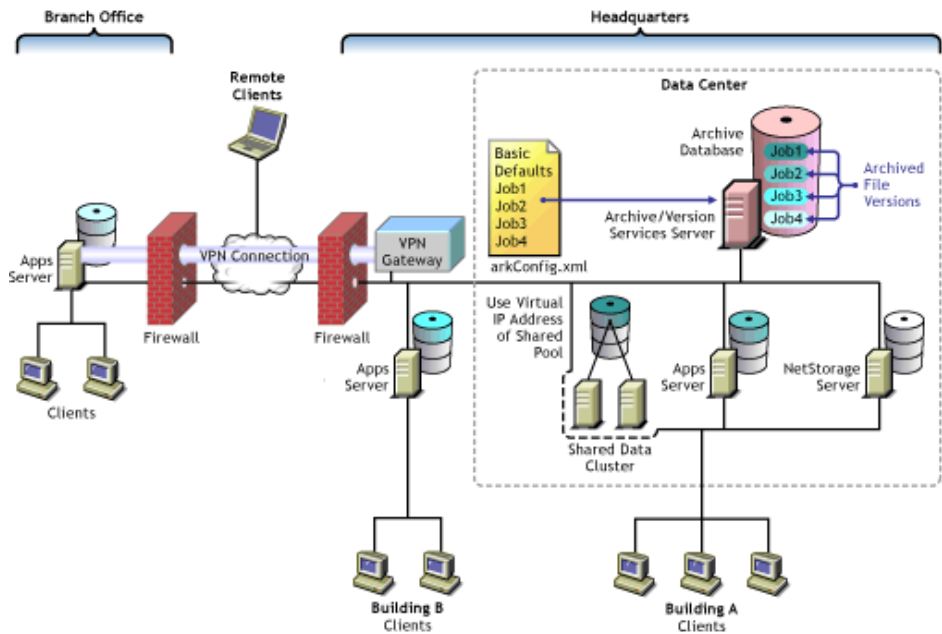 Branch Office
Headquarters
Remote
Clients
Data Center
Archive
Database
Job1
Job2
Job3
Job4
Archived
File
Versions
Basic
Defaults
Job1
Job2
Job3
Job4
arkConfig.xml
Archive/Version
Services Server
Apps
Server
VPN Connection
VPN
Gateway
Firewall
Firewall
Clients
Apps
Server
Use Virtual
IP Address
of Shared
Pool
Shared Data
Cluster
Apps
Server
NetStorage
Server
Building B
Clients
Building A
Clients